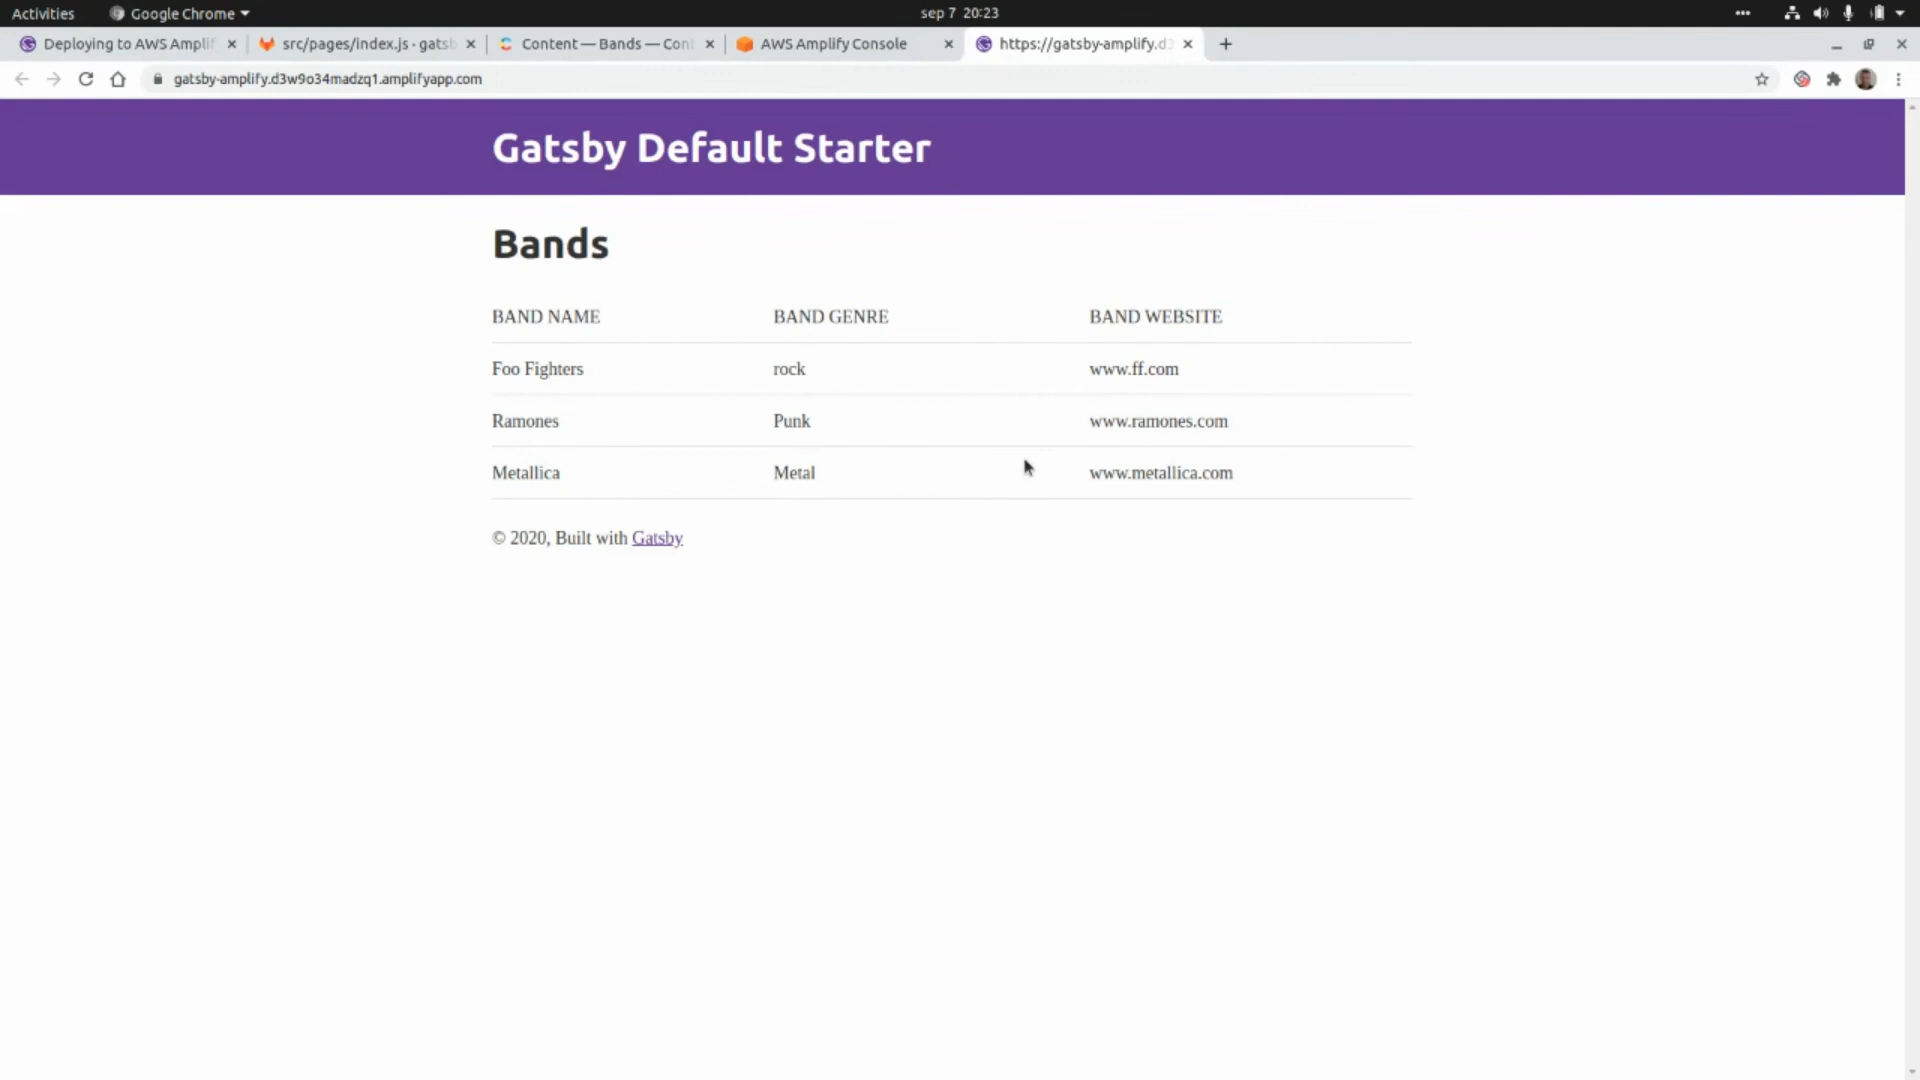 Activities Google Chrome sep 7 20:23
Deploying to AWS Amplif src/pages/index.js · gatsb Content — Bands — Cont AWS Amplify Console https://gatsby-amplify.d3
gatsby-amplify.d3w9o34madzq1.amplifyapp.com
Gatsby Default Starter
Bands
BAND NAME BAND GENRE BAND WEBSITE
Foo Fighters rock www.ff.com
Ramones Punk www.ramones.com
Metallica Metal www.metallica.com
© 2020, Built with Gatsby